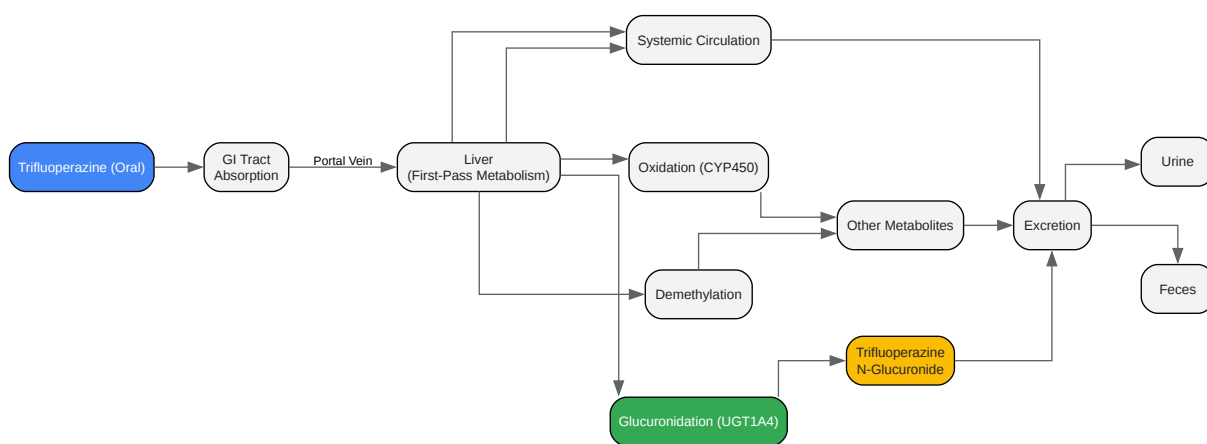 Systemic Circulation
Trifluoperazine (Oral)
GI Tract
Absorption
Portal Vein
Liver
(First-Pass Metabolism)
Oxidation (CYP450)
Urine
Other Metabolites
Excretion
Demethylation
Feces
Trifluoperazine
N-Glucuronide
Glucuronidation (UGT1A4)